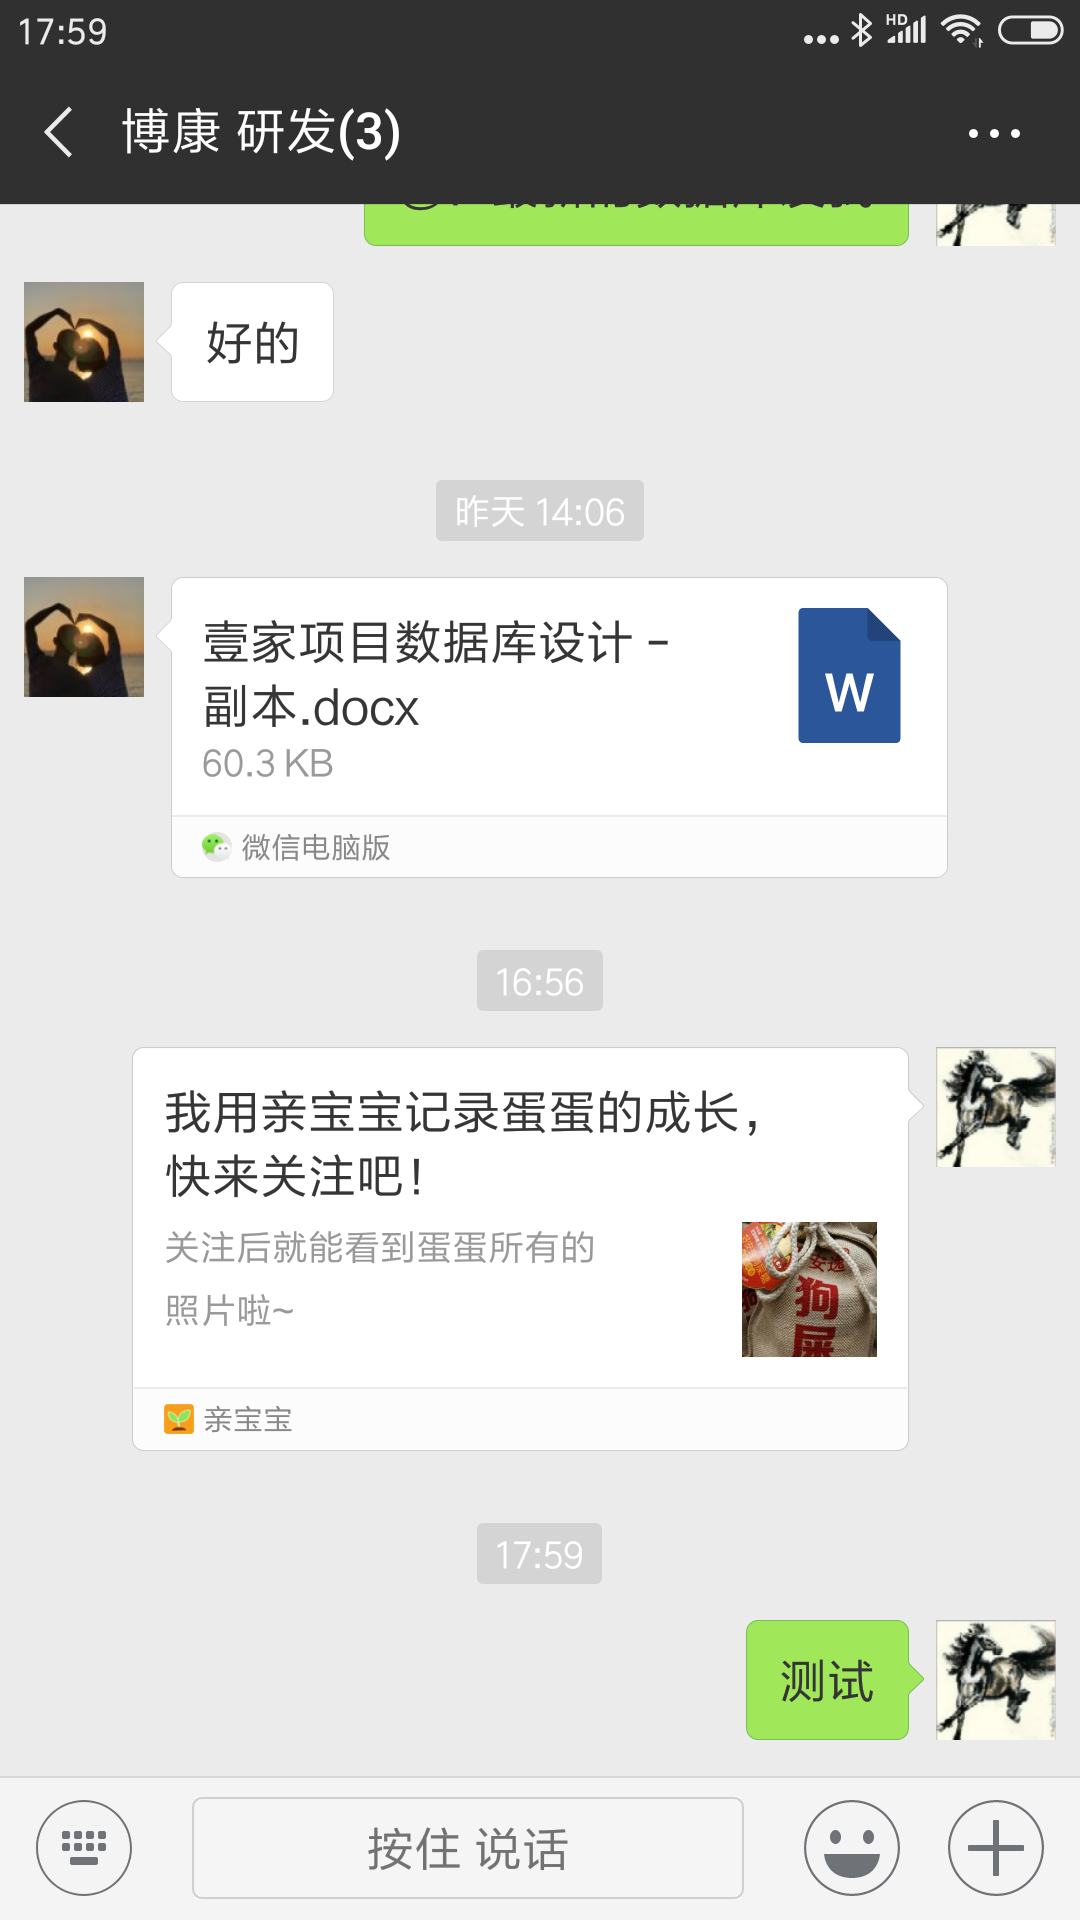 17:59
HD
博康 研发(3)
好的
昨天 14:06
壹家项目数据库设计 -
副本.docx
W
60.3 KB
微信电脑版
16:56
我用亲宝宝记录蛋蛋的成长，
快来关注吧！
关注后就能看到蛋蛋所有的
照片啦~
安逸
狗屎
亲宝宝
17:59
测试
按住 说话